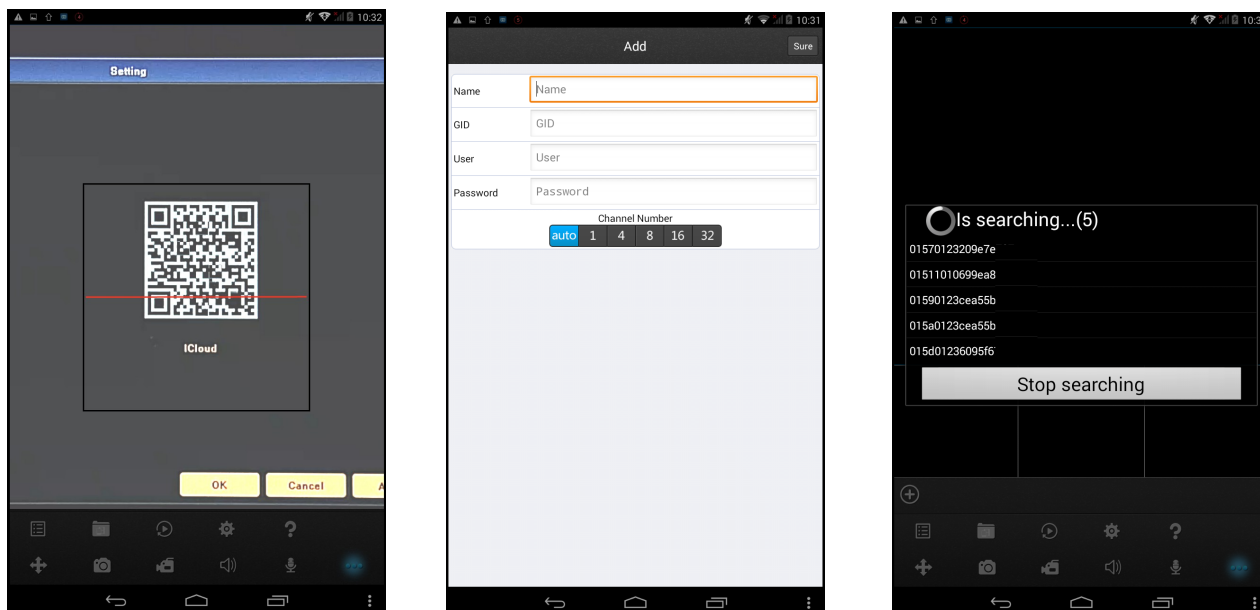 10:32
Setting
ICloud
OK
Cancel
10:31
Add
Sure
Name
Name
GID
GID
User
User
Password
Password
Channel Number
auto 1 4 8 16 32
Is searching...(5)
01570123209e7e
01511010699ea8
01590123cea55b
015a0123cea55b
015d01236095f6
Stop searching